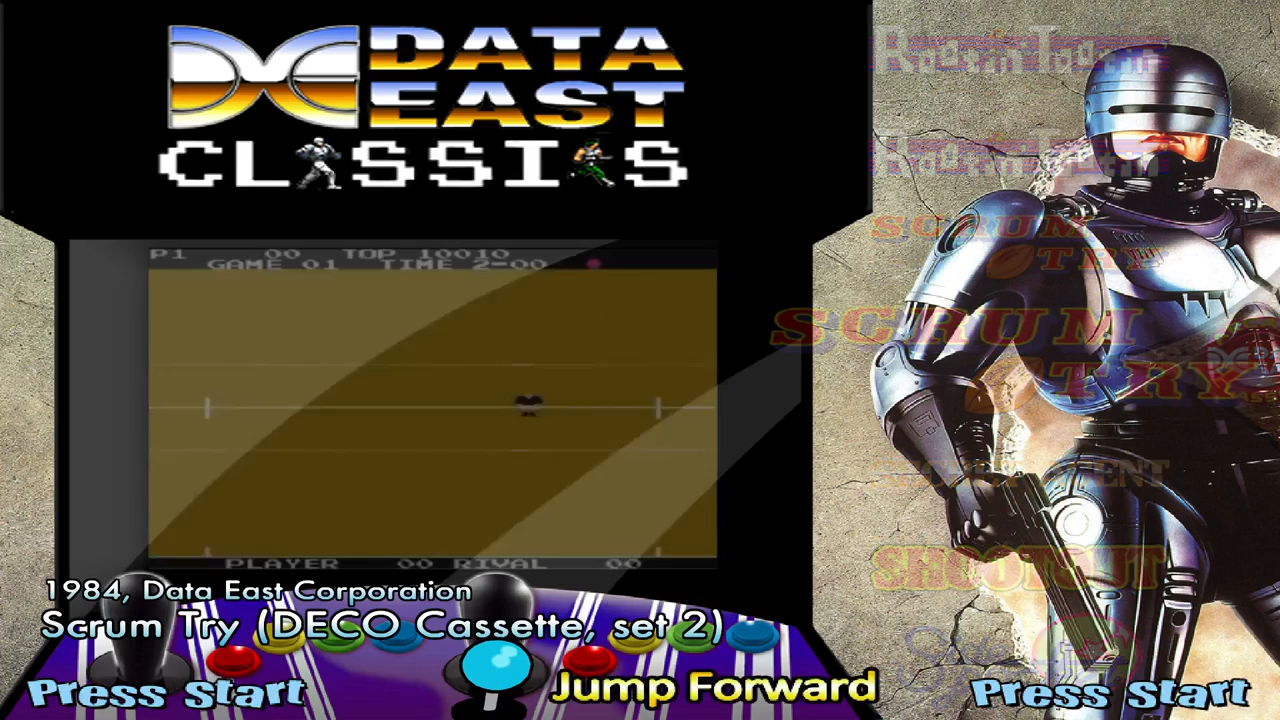 DATA
EAST
CLASSICS
P1 00 TOP 10010
GAME 01 TIME 2-00
SCRUM
TRY
SCRUM
TRY
SHOOTOUT
PLAYER 00 RIVAL 00
1984, Data East Corporation
Scrum Try (DECO Cassette, set 2)
Press Start
Jump Forward
Press Start